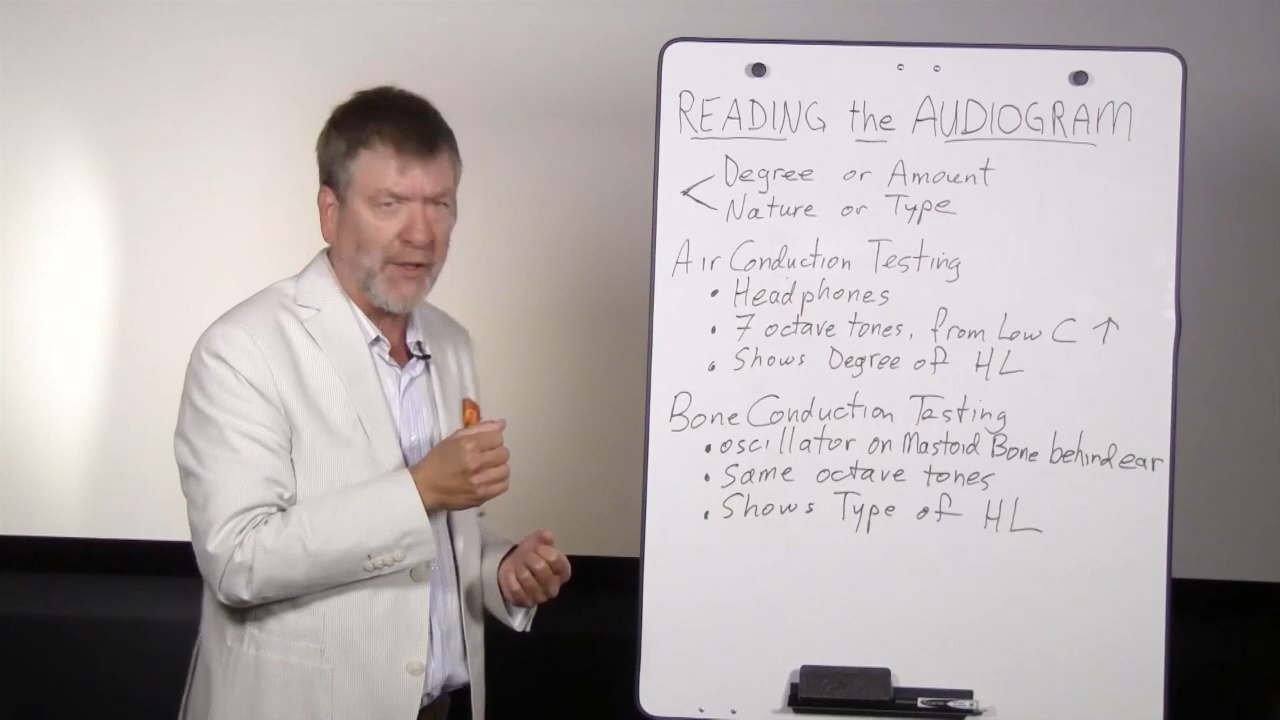 READING the AUDIOGRAM
< Degree or Amount
Nature or Type
Air Conduction Testing
• Headphones
• 7 octave tones, from Low C ↑
• Shows Degree of HL
Bone Conduction Testing
• oscillator on Mastoid Bone behind ear
• Same octave tones
• Shows Type of HL